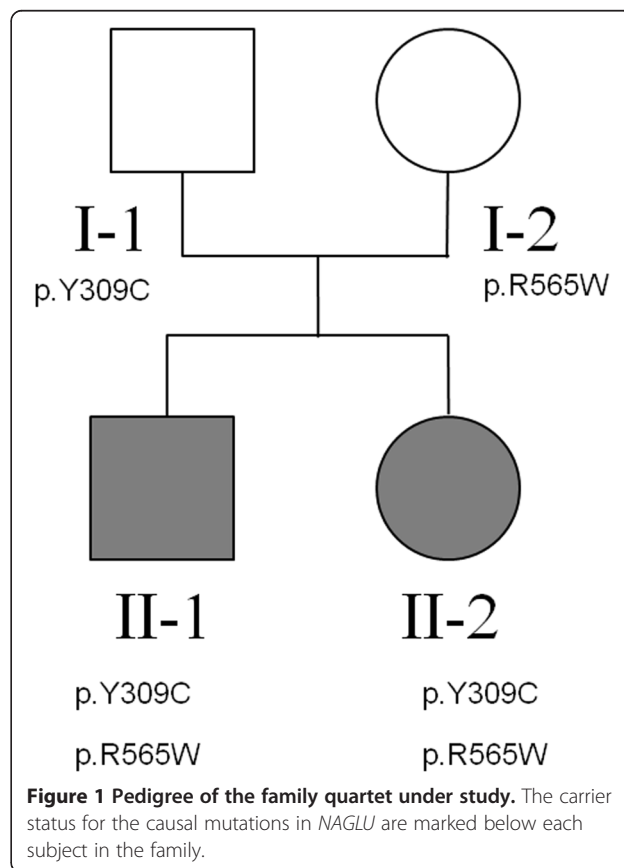 I-1 I-2
p.Y309C p.R565W
II-1 II-2
p.Y309C p.Y309C
p.R565W p.R565W
Figure 1 Pedigree of the family quartet under study. The carrier
status for the causal mutations in NAGLU are marked below each
subject in the family.